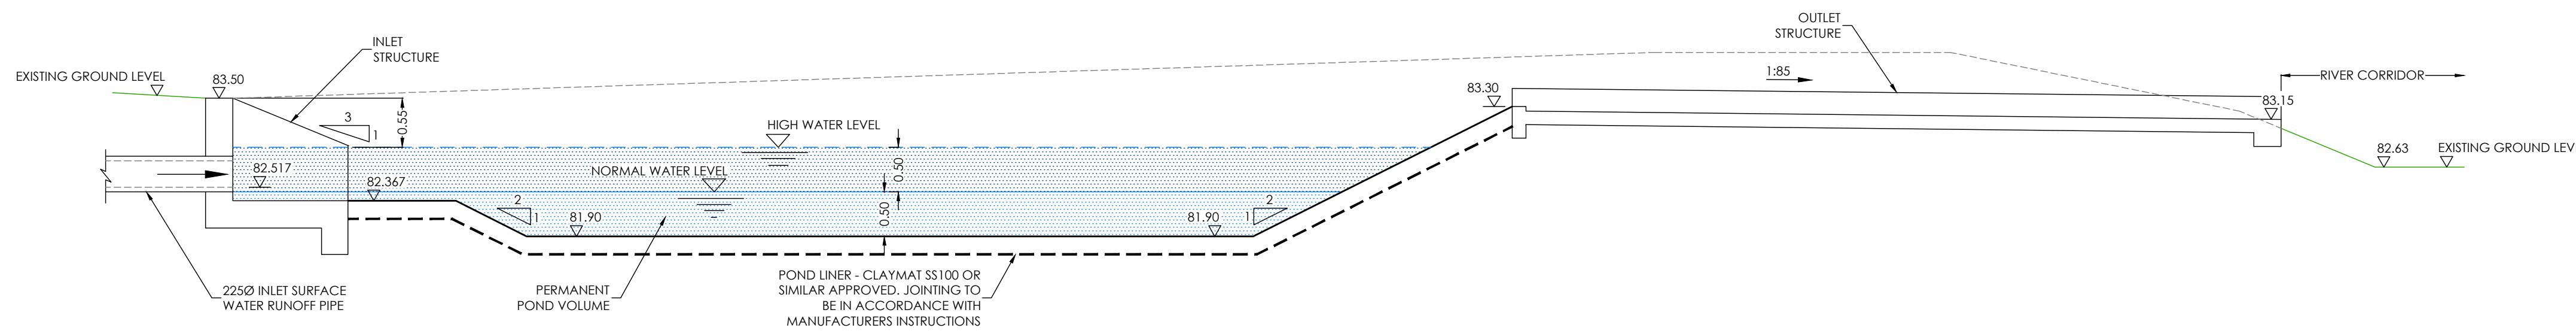 EXISTING GROUND LEVEL
83.50
INLET
STRUCTURE
3
1
0.55
HIGH WATER LEVEL
NORMAL WATER LEVEL
0.50
0.50
82.517
82.367
2
1
81.90
81.90
1
2
83.30
OUTLET
STRUCTURE
1:85
RIVER CORRIDOR
83.15
82.63
EXISTING GROUND LEV
225Ø INLET SURFACE
WATER RUNOFF PIPE
PERMANENT
POND VOLUME
POND LINER - CLAYMAT SS100 OR
SIMILAR APPROVED. JOINTING TO
BE IN ACCORDANCE WITH
MANUFACTURERS INSTRUCTIONS